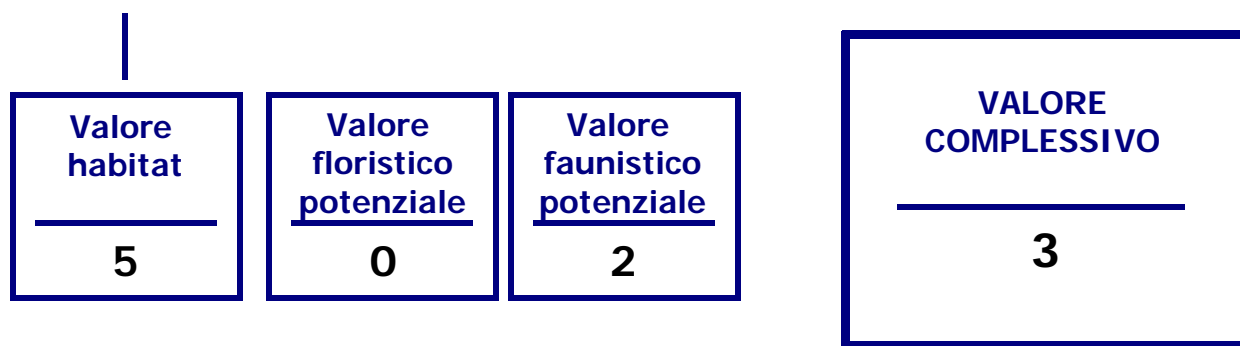 Valore
habitat
5
Valore
floristico
potenziale
0
Valore
faunistico
potenziale
2
VALORE
COMPLESSIVO
3